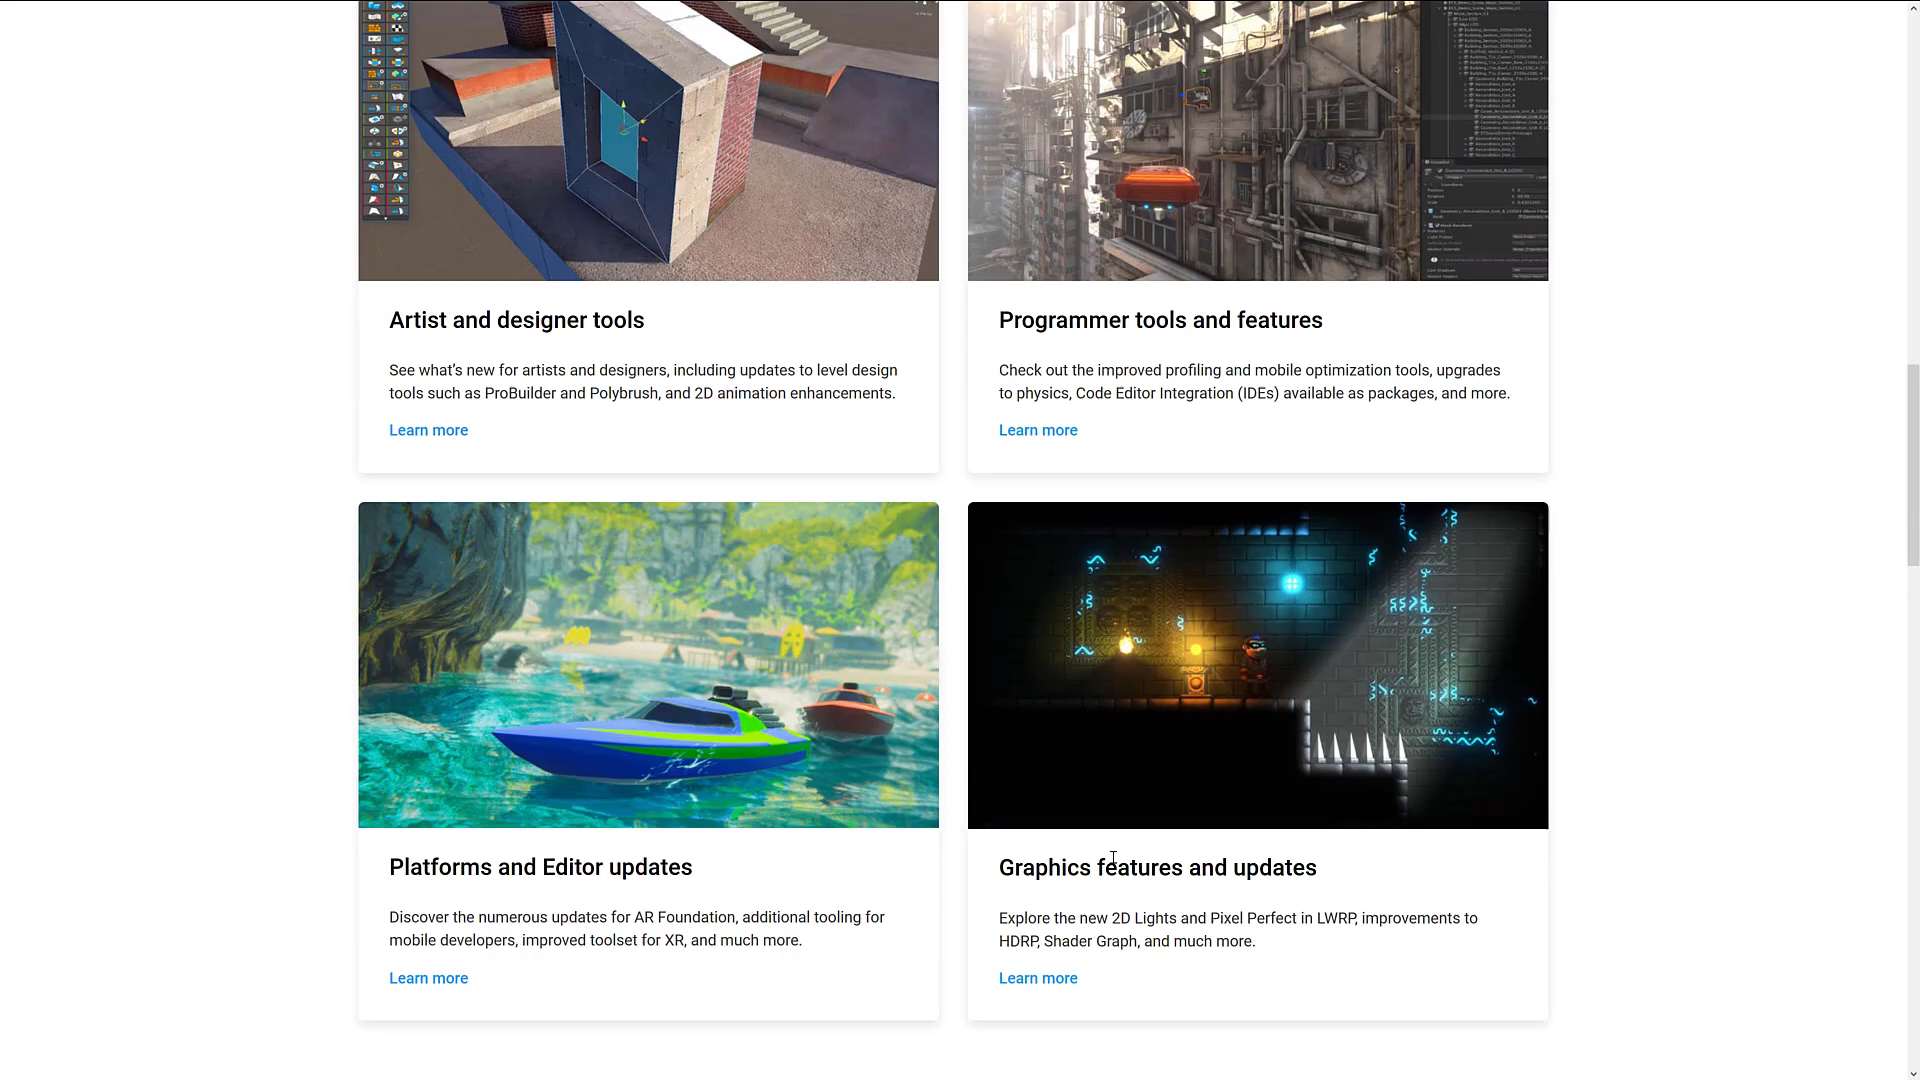 Artist and designer tools
See what’s new for artists and designers, including updates to level design
tools such as ProBuilder and Polybrush, and 2D animation enhancements.
Learn more
Programmer tools and features
Check out the improved profiling and mobile optimization tools, upgrades
to physics, Code Editor Integration (IDEs) available as packages, and more.
Learn more
Platforms and Editor updates
Discover the numerous updates for AR Foundation, additional tooling for
mobile developers, improved toolset for XR, and much more.
Learn more
Graphics features and updates
Explore the new 2D Lights and Pixel Perfect in LWRP, improvements to
HDRP, Shader Graph, and much more.
Learn more